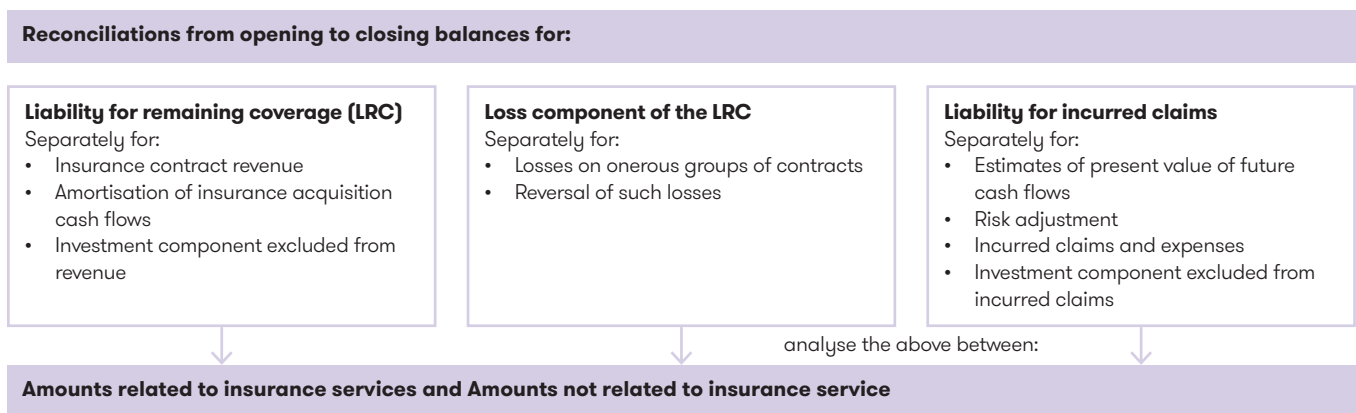 Reconciliations from opening to closing balances for:
Liability for remaining coverage (LRC)
Separately for:
• Insurance contract revenue
• Amortisation of insurance acquisition
cash flows
• Investment component excluded from
revenue
Loss component of the LRC
Separately for:
• Losses on onerous groups of contracts
• Reversal of such losses
Liability for incurred claims
Separately for:
• Estimates of present value of future
cash flows
• Risk adjustment
• Incurred claims and expenses
• Investment component excluded from
incurred claims
analyse the above between:
Amounts related to insurance services and Amounts not related to insurance service